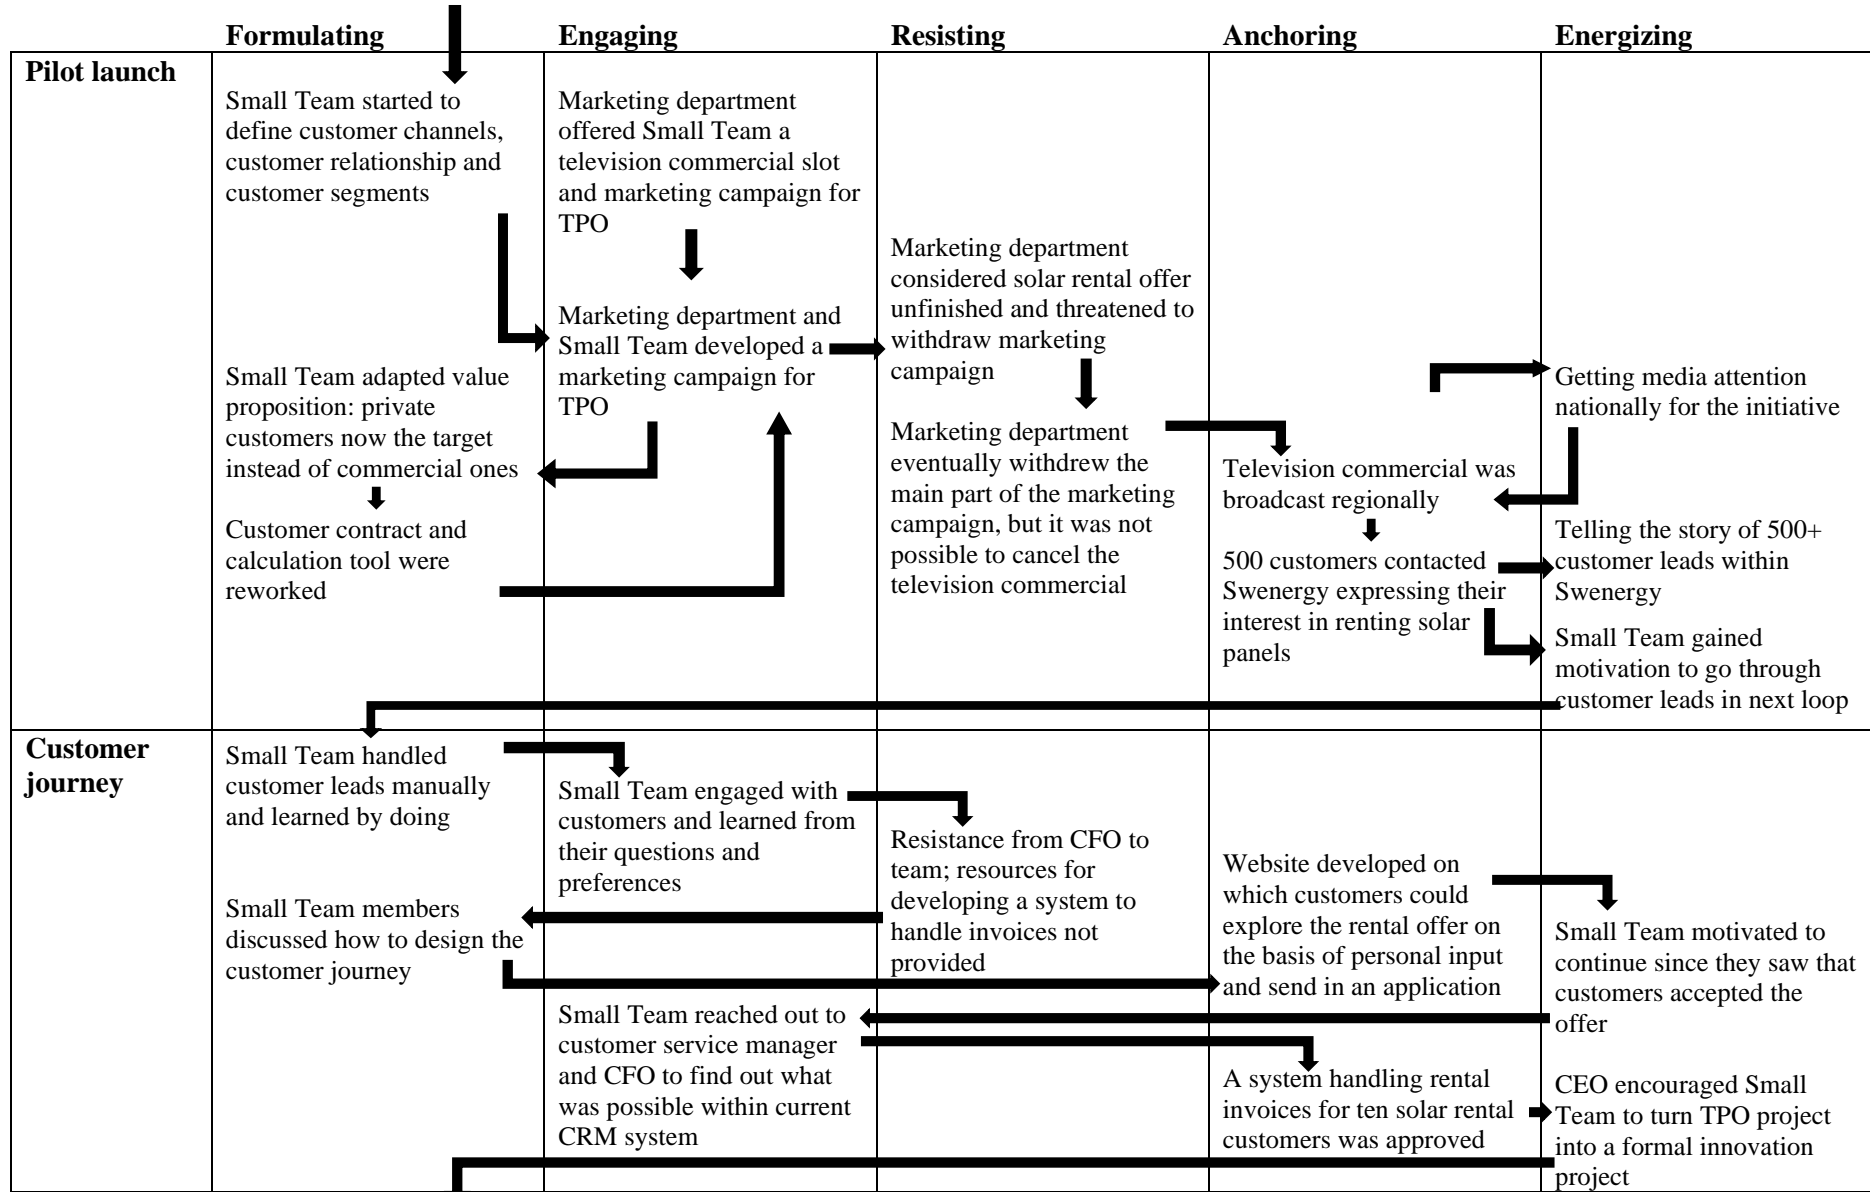 Formulating
Engaging
Resisting
Anchoring
Energizing
Pilot launch
Small Team started to
define customer channels,
customer relationship and
customer segments
Small Team adapted value
proposition: private
customers now the target
instead of commercial ones
Customer contract and
calculation tool were
reworked
Marketing department
offered Small Team a
television commercial slot
and marketing campaign for
TPO
Marketing department and
Small Team developed a
marketing campaign for
TPO
Marketing department
considered solar rental offer
unfinished and threatened to
withdraw marketing
campaign
Marketing department
eventually withdrew the
main part of the marketing
campaign, but it was not
possible to cancel the
television commercial
Television commercial was
broadcast regionally
500 customers contacted
Swenergy expressing their
interest in renting solar
panels
Getting media attention
nationally for the initiative
Telling the story of 500+
customer leads within
Swenergy
Small Team gained
motivation to go through
customer leads in next loop
Customer
journey
Small Team handled
customer leads manually
and learned by doing
Small Team members
discussed how to design the
customer journey
Small Team engaged with
customers and learned from
their questions and
preferences
Small Team reached out to
customer service manager
and CFO to find out what
was possible within current
CRM system
Resistance from CFO to
team; resources for
developing a system to
handle invoices not
provided
Website developed on
which customers could
explore the rental offer on
the basis of personal input
and send in an application
A system handling rental
invoices for ten solar rental
customers was approved
Small Team motivated to
continue since they saw that
customers accepted the
offer
CEO encouraged Small
Team to turn TPO project
into a formal innovation
project